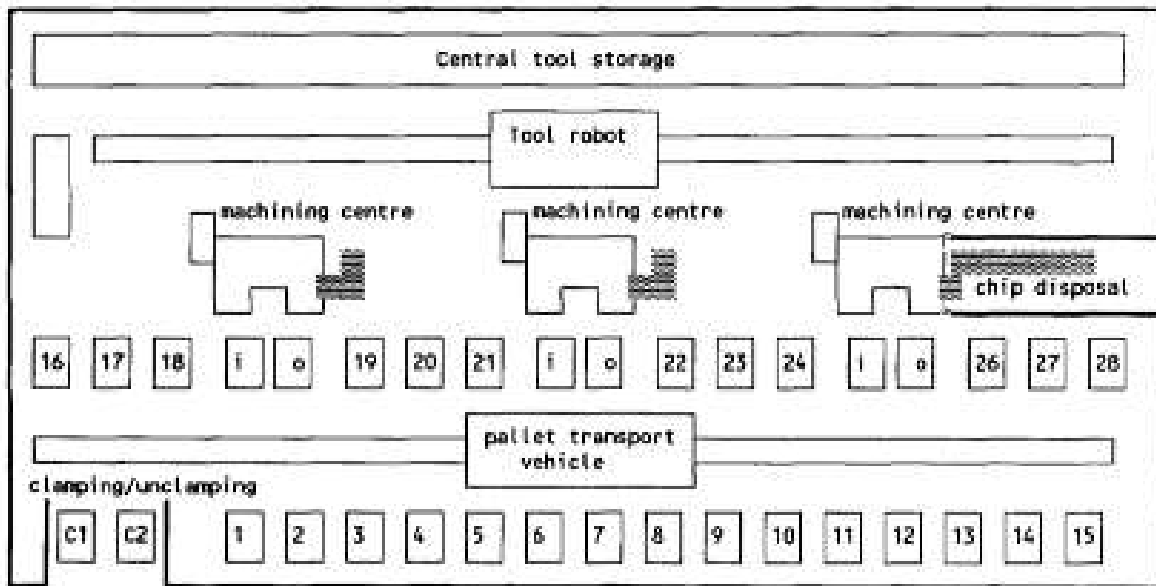 Central tool storage
Tool robot
machining centre machining centre machining centre
chip disposal
16 17 18 i o 19 20 21 i o 22 23 24 i o 26 27 28
pallet transport
vehicle
clamping/unclamping
C1 C2 1 2 3 4 5 6 7 8 9 10 11 12 13 14 15